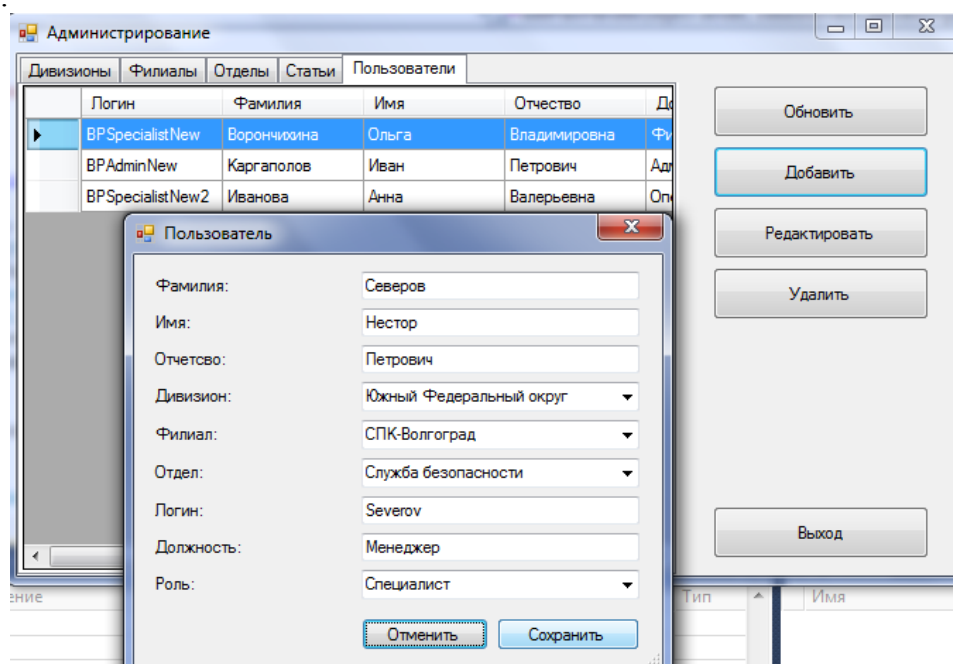 Администрирование
Дивизионы Филиалы Отделы Статьи Пользователи
Логин Фамилия Имя Отчество
BPSpecialistNew Ворончихина Ольга Владимировна
BPAdminNew Каргаполов Иван Петрович
BPSpecialistNew2 Иванова Анна Валерьевна
Обновить
Добавить
Редактировать
Удалить
Выход
Пользователь
Фамилия: Северов
Имя: Нестор
Отчетсво: Петрович
Дивизион: Южный Федеральный округ
Филиал: СПК-Волгоград
Отдел: Служба безопасности
Логин: Severov
Должность: Менеджер
Роль: Специалист
Отменить Сохранить
Тип Имя